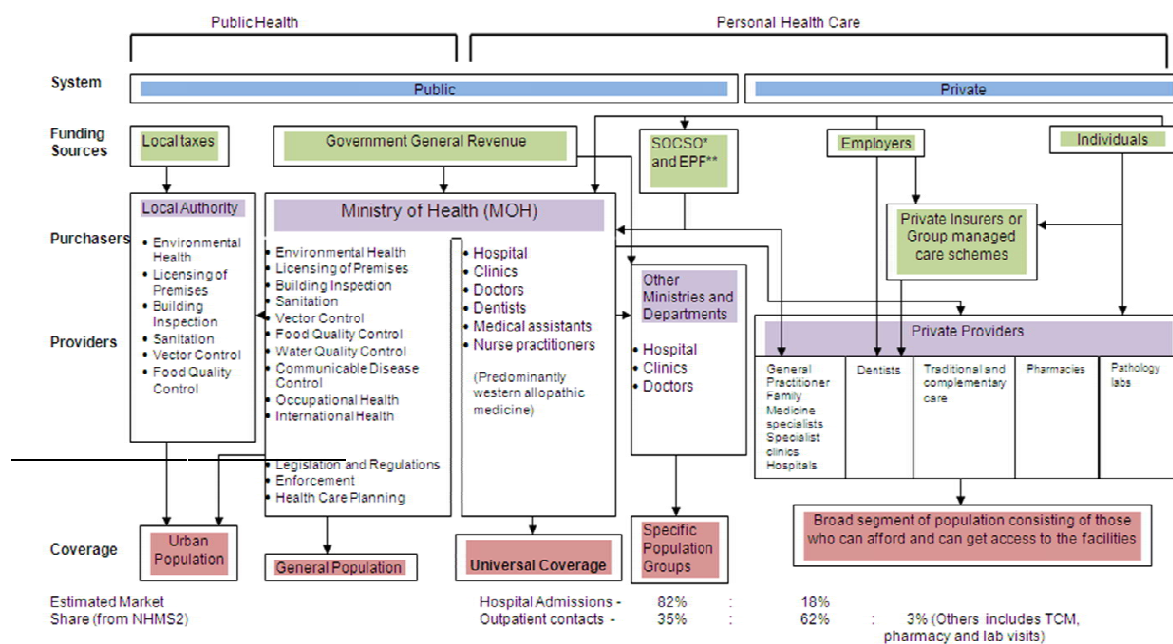 Public Health
Personal Health Care
System
Public
Private
Funding
Sources
Local taxes
Government General Revenue
SOCSO*
and EPF**
Employers
Individuals
Purchasers
Providers
Local Authority
• Environmental
Health
• Licensing of
Premises
• Building
Inspection
• Sanitation
• Vector Control
• Food Quality
Control
Ministry of Health (MOH)
• Environmental Health
• Licensing of Premises
• Building Inspection
• Sanitation
• Vector Control
• Food Quality Control
• Water Quality Control
• Communicable Disease
Control
• Occupational Health
• International Health
• Legislation and Regulations
• Enforcement
• Health Care Planning
• Hospital
• Clinics
• Doctors
• Dentists
• Medical assistants
• Nurse practitioners
(Predominantly
western allopathic
medicine)
Other
Ministries and
Departments
• Hospital
• Clinics
• Doctors
Private Insurers or
Group managed
care schemes
Private Providers
General
Practitioner
Family
Medicine
specialists
Specialist
clinics
Hospitals
Dentists
Traditional and
complementary
care
Pharmacies
Pathology
labs
Coverage
Urban
Population
General Population
Universal Coverage
Specific
Population
Groups
Broad segment of population consisting of those
who can afford and can get access to the facilities
Estimated Market
Share (from NHMS2)
Hospital Admissions - 82% : 18%
Outpatient contacts - 35% : 62% : 3% (Others includes TCM,
pharmacy and lab visits)